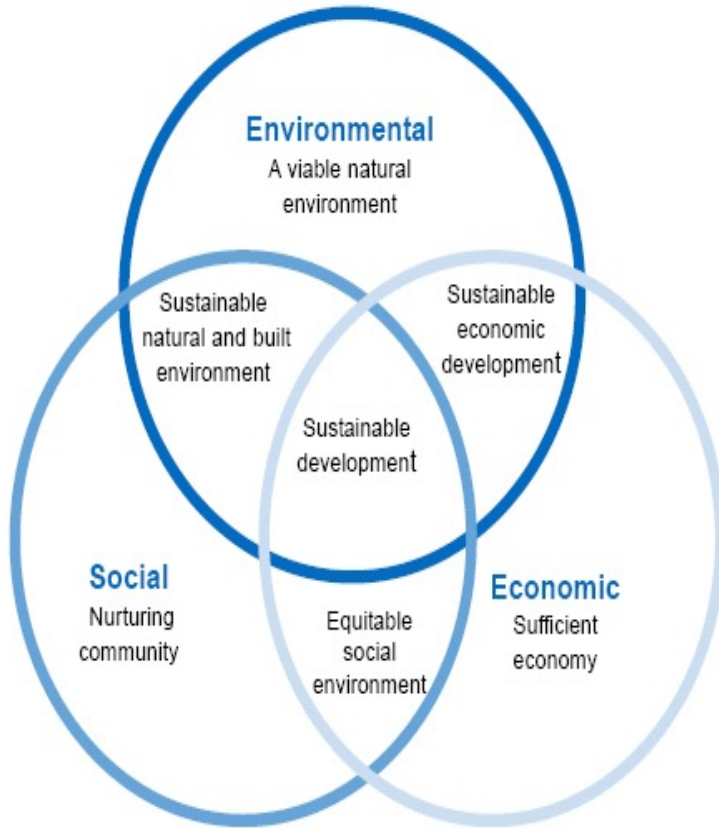 Environmental
A viable natural
environment
Sustainable
natural and built
environment
Sustainable
economic
development
Sustainable
development
Social
Nurturing
community
Economic
Sufficient
economy
Equitable
social
environment